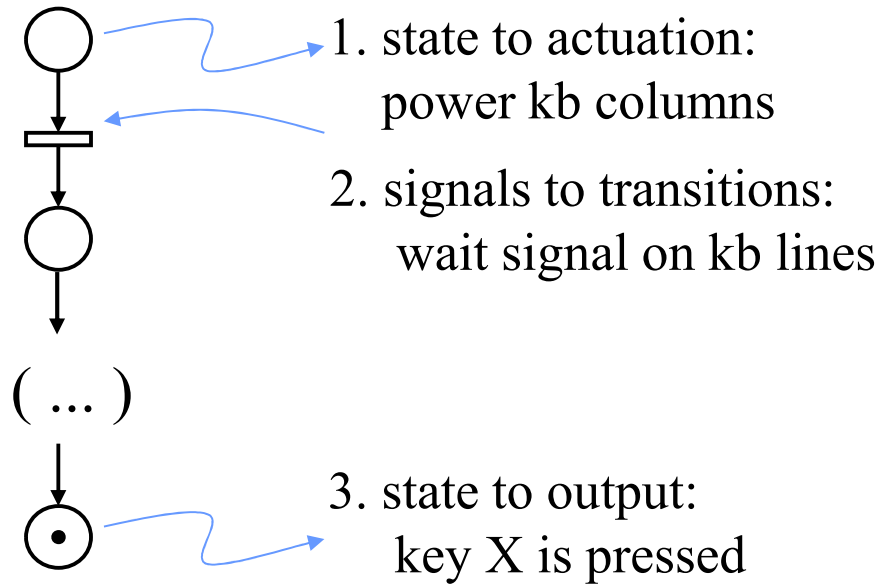 1. state to actuation:
power kb columns
2. signals to transitions:
wait signal on kb lines
( ... )
3. state to output:
key X is pressed